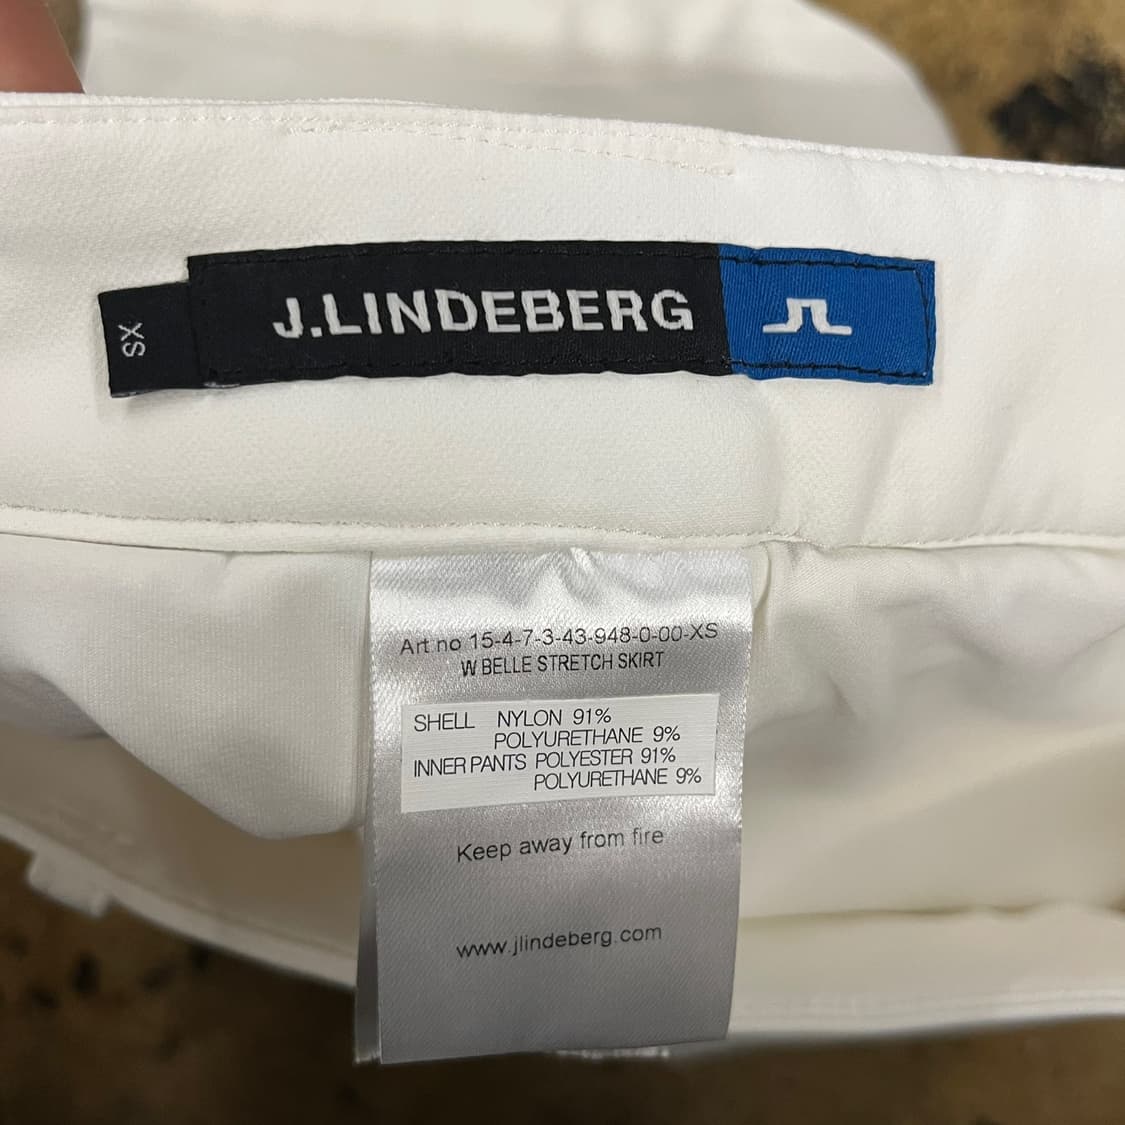 J.LINDEBERG
XS
Art no 15-4-7-3-43-948-0-00-XS
W BELLE STRETCH SKIRT
SHELL NYLON 91%
POLYURETHANE 9%
INNER PANTS POLYESTER 91%
POLYURETHANE 9%
Keep away from fire
www.jlindeberg.com